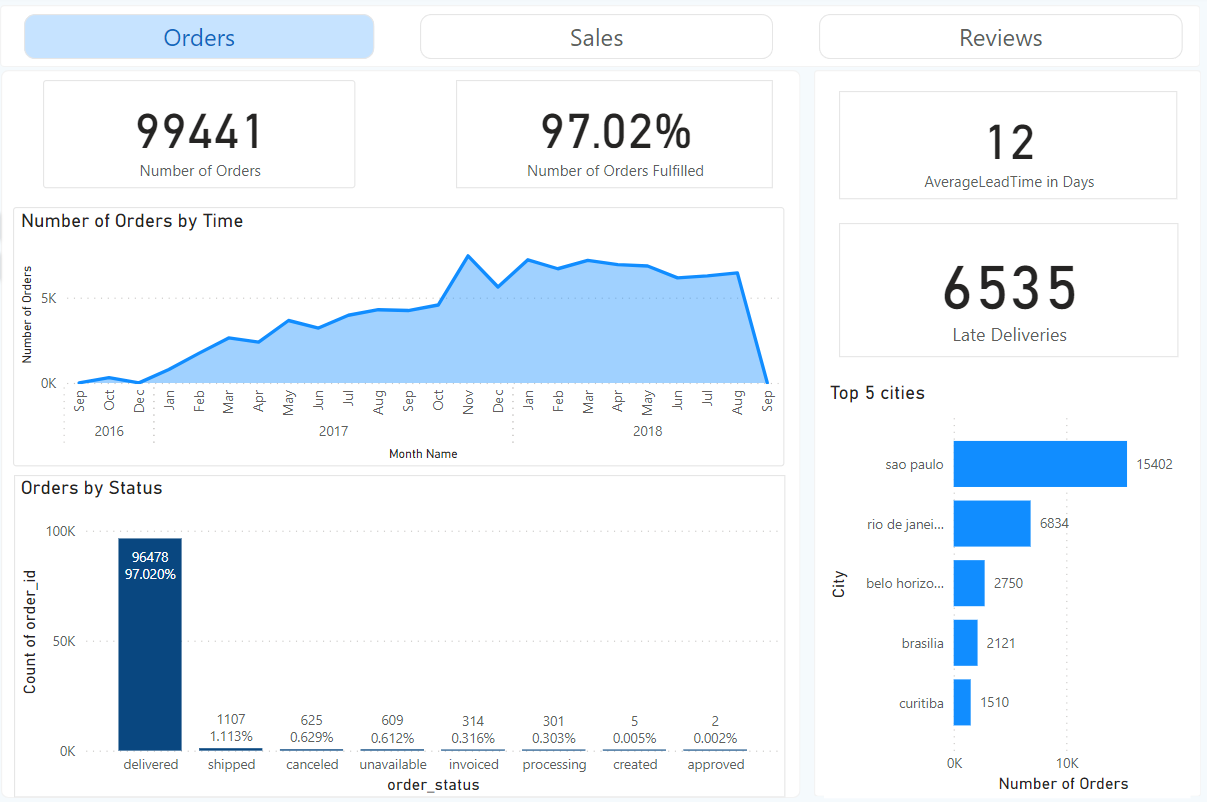 Orders
Sales
Reviews
99441
Number of Orders
97.02%
Number of Orders Fulfilled
12
AverageLeadTime in Days
6535
Late Deliveries
Number of Orders by Time
Number of Orders
5K
0K
Sep Oct Dec Jan Feb Mar Apr May Jun Jul Aug Sep Oct Nov Dec Jan Feb Mar Apr May Jun Jul Aug Sep
2016 2017 2018
Month Name
Orders by Status
Count of order_id
100K
50K
0K
96478 1107 625 609 314 301 5 2
97.020% 1.113% 0.629% 0.612% 0.316% 0.303% 0.005% 0.002%
delivered shipped canceled unavailable invoiced processing created approved
order_status
Top 5 cities
City
sao paulo 15402
rio de janei... 6834
belo horizo... 2750
brasilia 2121
curitiba 1510
0K 10K
Number of Orders